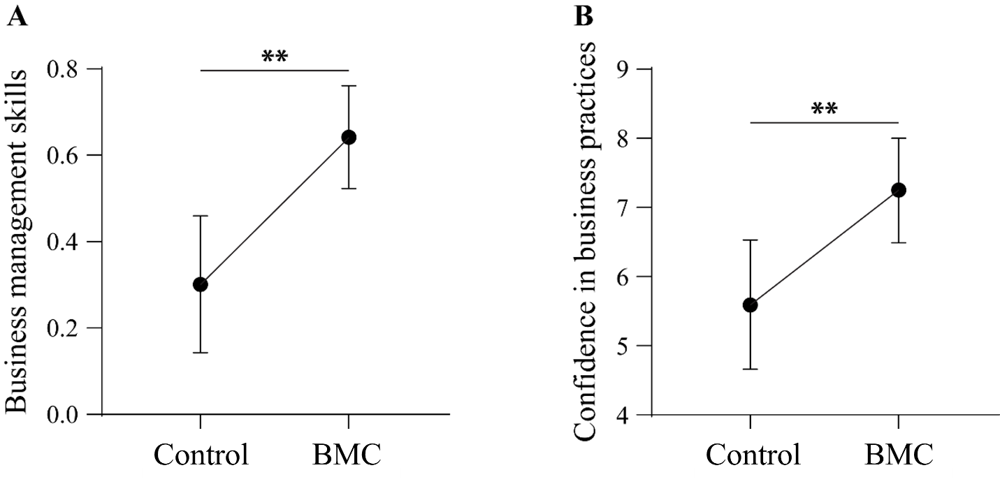 A
Business management skills
**
0.8
0.6
0.4
0.2
0.0
Control
BMC
B
Confidence in business practices
**
9
8
7
6
5
4
Control
BMC